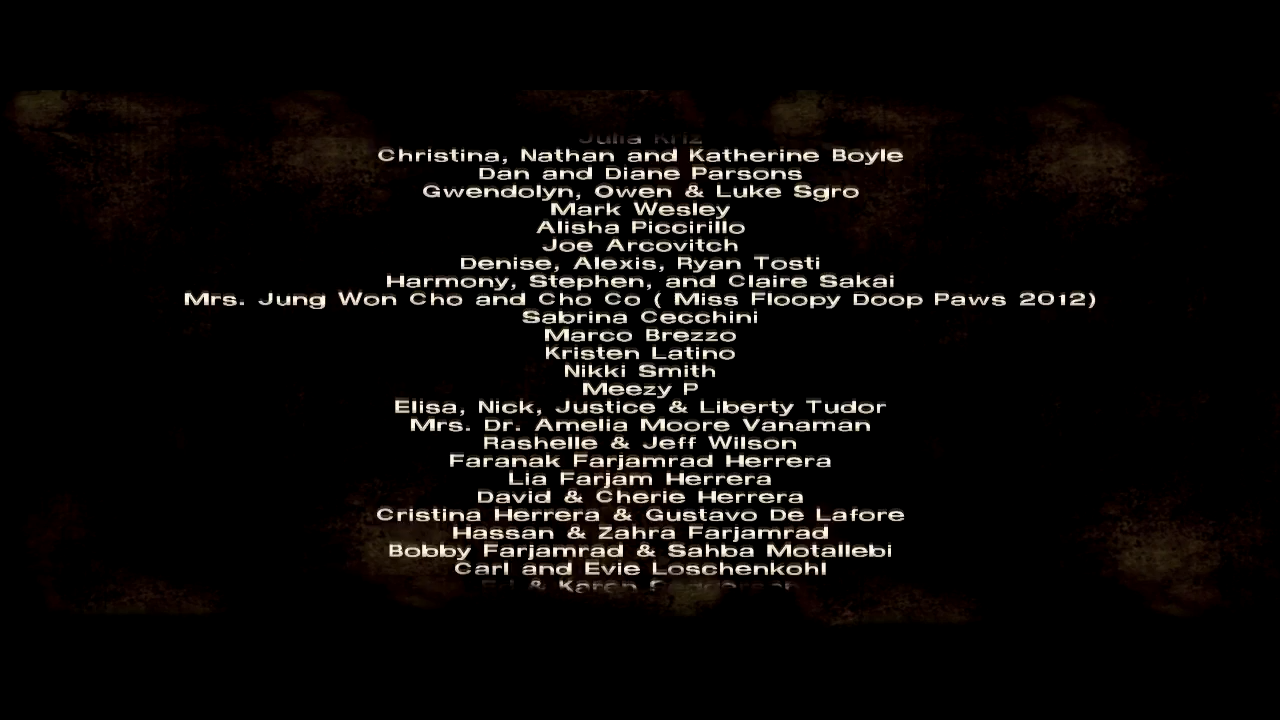 Julia Kriz
Christina, Nathan and Katherine Boyle
Dan and Diane Parsons
Gwendolyn, Owen & Luke Sgro
Mark Wesley
Alisha Piccirillo
Joe Arcovitch
Denise, Alexis, Ryan Tosti
Harmony, Stephen, and Claire Sakai
Mrs. Jung Won Cho and Cho Co ( Miss Floopy Doop Paws 2012)
Sabrina Cecchini
Marco Brezzo
Kristen Latino
Nikki Smith
Meezy P
Elisa, Nick, Justice & Liberty Tudor
Mrs. Dr. Amelia Moore Vanaman
Rashelle & Jeff Wilson
Faranak Farjamrad Herrera
Lia Farjam Herrera
David & Cherie Herrera
Cristina Herrera & Gustavo De Lafore
Hassan & Zahra Farjamrad
Bobby Farjamrad & Sahba Motallebi
Carl and Evie Loschenkohl
& Karen